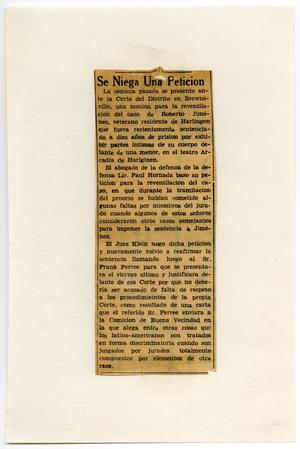 Se Niega Una Peticion
La semana pasada se presento an-
te la Corte del Distrito en Browns-
ville, una mocion para la reventila-
cion del caso de Roberto Jimé-
nez, veterano residente de Harlingen
que fuera recientemente sentencia-
do a diez años de prision por exhi-
bir partes intimas de su cuerpo de-
lante de una menor, en el teatro Ar-
cadia de Harlginen.
El abogado de la defensa de la de-
fensa Lic. Paul Hornada baso su pe-
ticion para la reventilacion del ca-
so, en que durante la tramitacion
del proceso se habian cometido al-
gunas faltas por miembros del jura-
do cuando algunos de estos señores
consideraron otros casos semejantes
para imponer la sentencia a Jimé-
nez.
El Juez Klein nego dicha peticion
y nuevamente volvio a reafirmar la
sentencia llamando luego al Sr.
Frank Ferree para que se presenta-
ra el viernes ultimo y justificara de-
lante de esa Corte por que no debe-
ria ser acusado de falta de respeto
a los procedimientos de la propia
Corte, como resultado de una carta
que el referido Sr. Ferree enviara a
la Comision de Buena Vecindad en
la que alega entre otras cosas que
los latino-americanos son tratados
en forma discriminatoria cuando son
juzgados por jurados totalmente
compuestos por elementos de otra
raza.